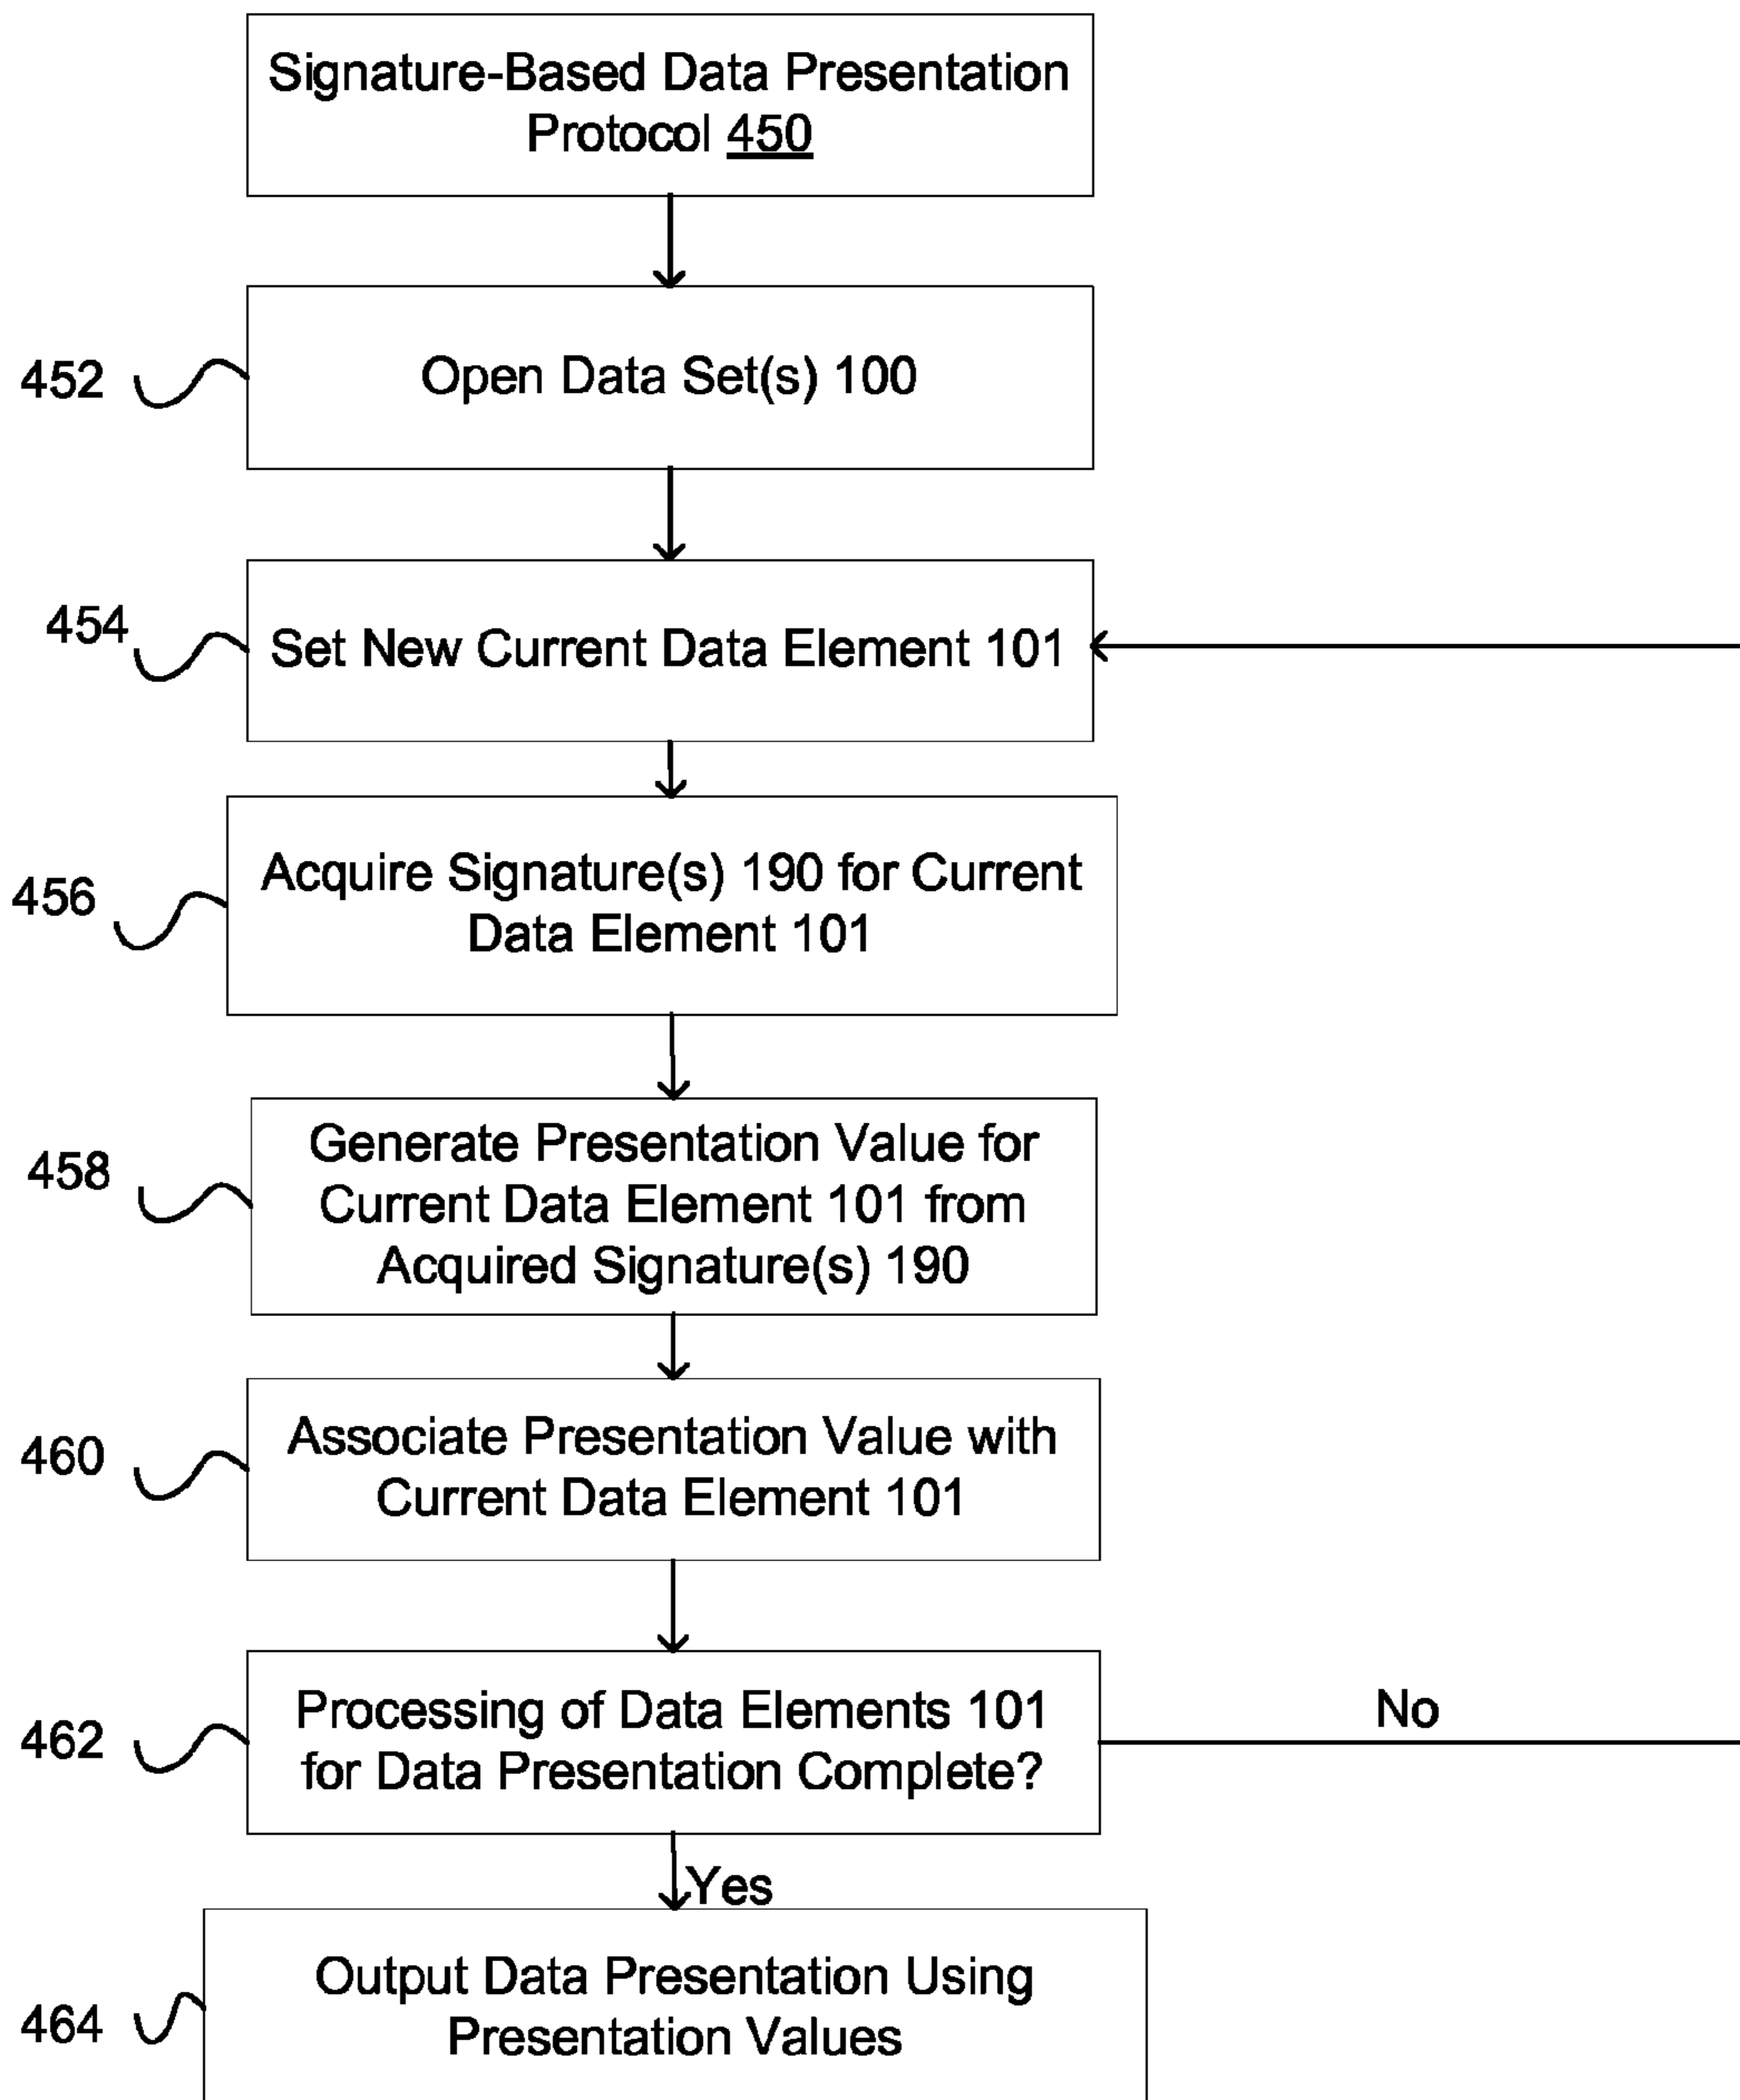 Signature-Based Data Presentation
Protocol 450
452
Open Data Set(s) 100
454
Set New Current Data Element 101
456
Acquire Signature(s) 190 for Current
Data Element 101
458
Generate Presentation Value for
Current Data Element 101 from
Acquired Signature(s) 190
460
Associate Presentation Value with
Current Data Element 101
462
Processing of Data Elements 101
for Data Presentation Complete?
No
Yes
464
Output Data Presentation Using
Presentation Values